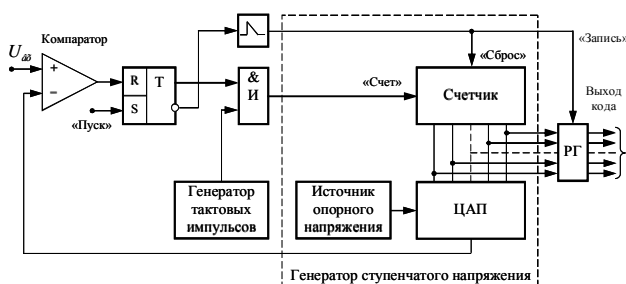 Компаратор
«Запись»
U
+
−
R
T
S
&
И
«Пуск»
«Счет»
«Сброс»
Счетчик
Выход
кода
РГ
Генератор
тактовых
импульсов
Источник
опорного
напряжения
ЦАП
Генератор ступенчатого напряжения